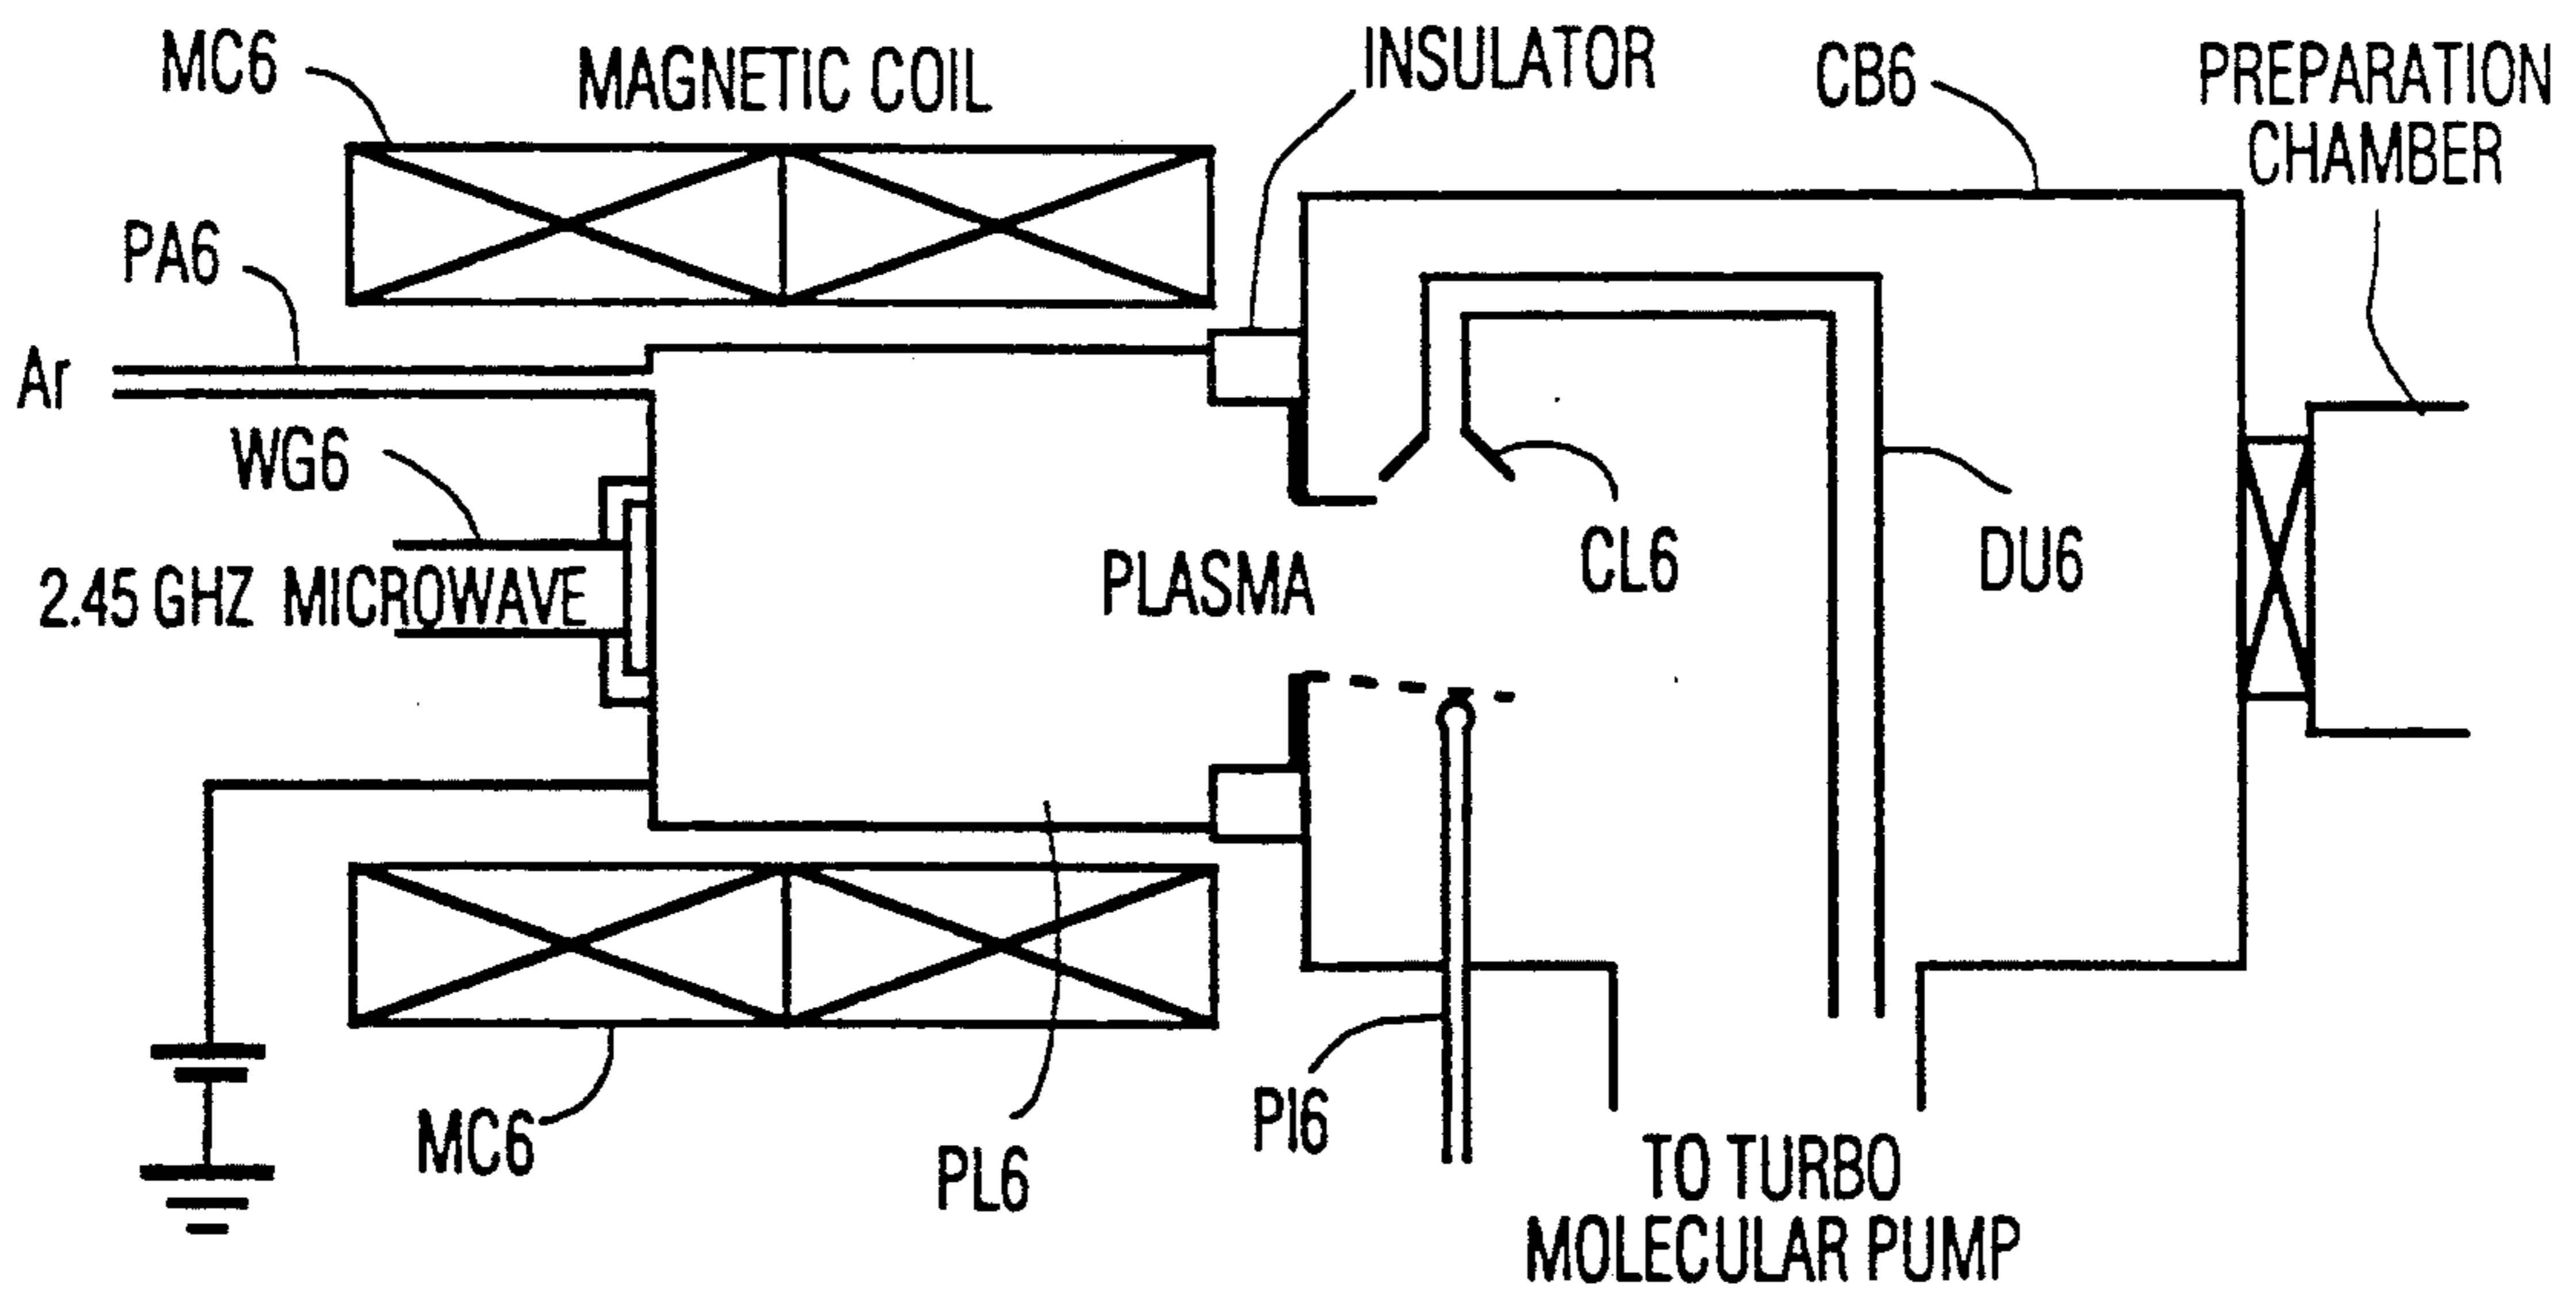 MC6
MAGNETIC COIL
INSULATOR
CB6
PREPARATION
CHAMBER
PA6
Ar
WG6
2.45 GHZ MICROWAVE
PLASMA
CL6
DU6
MC6
PL6
PI6
TO TURBO
MOLECULAR PUMP